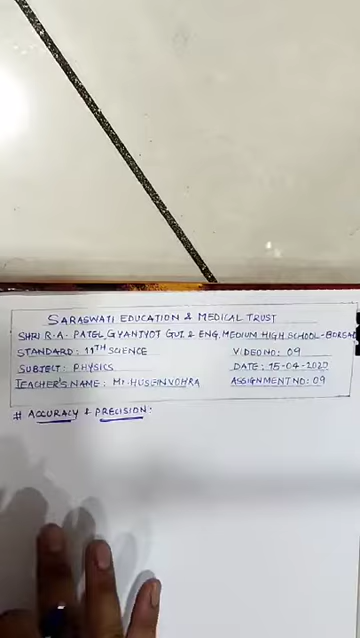 SARASWATI EDUCATION & MEDICAL TRUST
SHRI R.A. PATEL GYANJYOT GUJ. & ENG. MEDIUM HIGH SCHOOL - BORSAD
STANDARD : 11TH SCIENCE VIDEO NO: 09
SUBJECT : PHYSICS DATE : 15-04-2020
TEACHER'S NAME : Mr. HUSEIN VOHRA ASSIGNMENT NO: 09
# ACCURACY & PRECISION :